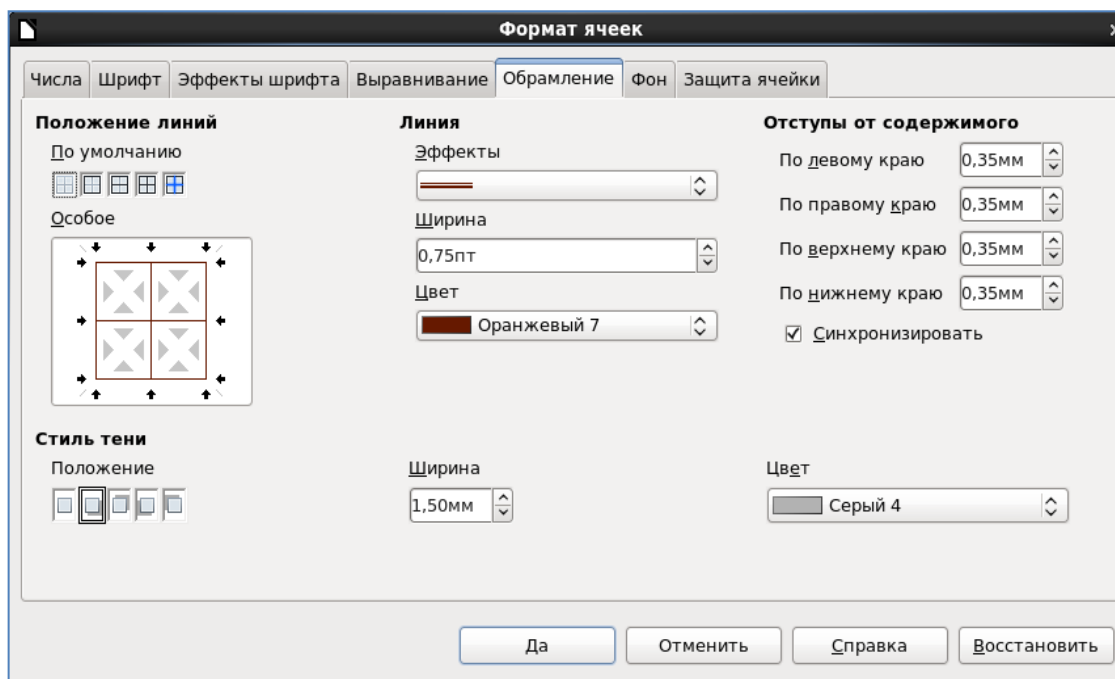 Формат ячеек
Числа Шрифт Эффекты шрифта Выравнивание Обрамление Фон Защита ячейки
Положение линий
По умолчанию
Особое
Линия
Эффекты
Ширина
0,75пт
Цвет
Оранжевый 7
Отступы от содержимого
По левому краю 0,35мм
По правому краю 0,35мм
По верхнему краю 0,35мм
По нижнему краю 0,35мм
Синхронизировать
Стиль тени
Положение
Ширина
1,50мм
Цвет
Серый 4
Да Отменить Справка Восстановить